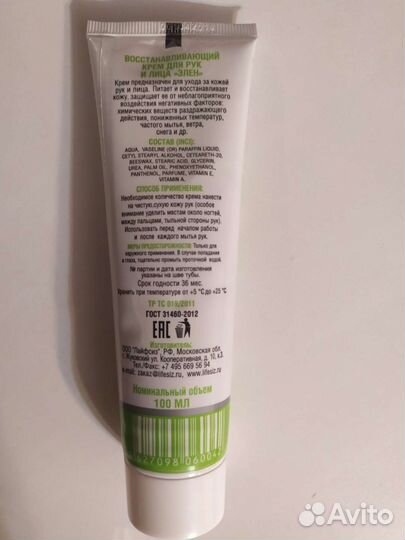 ВОССТАНАВЛИВАЮЩИЙ
КРЕМ ДЛЯ РУК
И ЛИЦА «ЭЛЕН»
Крем предназначен для ухода за кожей
рук и лица. Питает и восстанавливает
кожу, защищает ее от неблагоприятного
воздействия негативных факторов:
химических веществ раздражающего
действия, пониженных температур,
частого мытья, ветра,
снега и др.
СОСТАВ (INCI):
AQUA, VASELINE (OR) PARAFFIN LIQUID,
CETYL STEARYL ALCOHOL, CETEARETH-20,
BEESWAX, STEARIC ACID, GLYCERIN,
UREA, PALM OIL, PHENOXYETHANOL,
PANTHENOL, PARFUME, VITAMIN E,
VITAMIN A.
СПОСОБ ПРИМЕНЕНИЯ:
Необходимое количество крема нанести
на чистую,сухую кожу рук (особое
внимание уделить местам около ногтей,
между пальцами, тыльной стороны рук).
Использовать перед началом работы
и после каждого мытья рук.
МЕРЫ ПРЕДОСТОРОЖНОСТИ: Только для
наружного применения. В случае попадания
в глаза, тщательно промыть проточной водой.
№ партии и дата изготовления
указаны на шве тубы.
Срок годности 36 мес.
Хранить при температуре от +5 °С до +25 °С
ТР ТС 019/2011
ГОСТ 31460-2012
EAC
Изготовитель:
ООО "Лайфсиз", РФ, Московская обл.,
г.Жуковский ул. Кооперативная д. 10, к.3.
Тел./Факс: +7 495 669 56 94
e-mail: zakaz@lifesiz.ru, www.lifesiz.ru
Номинальный объем
100 МЛ
627098 060042
Avito